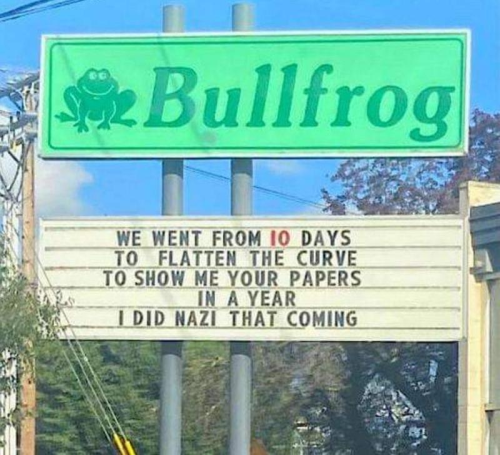 Bullfrog
WE WENT FROM 10 DAYS
TO FLATTEN THE CURVE
TO SHOW ME YOUR PAPERS
IN A YEAR
I DID NAZI THAT COMING